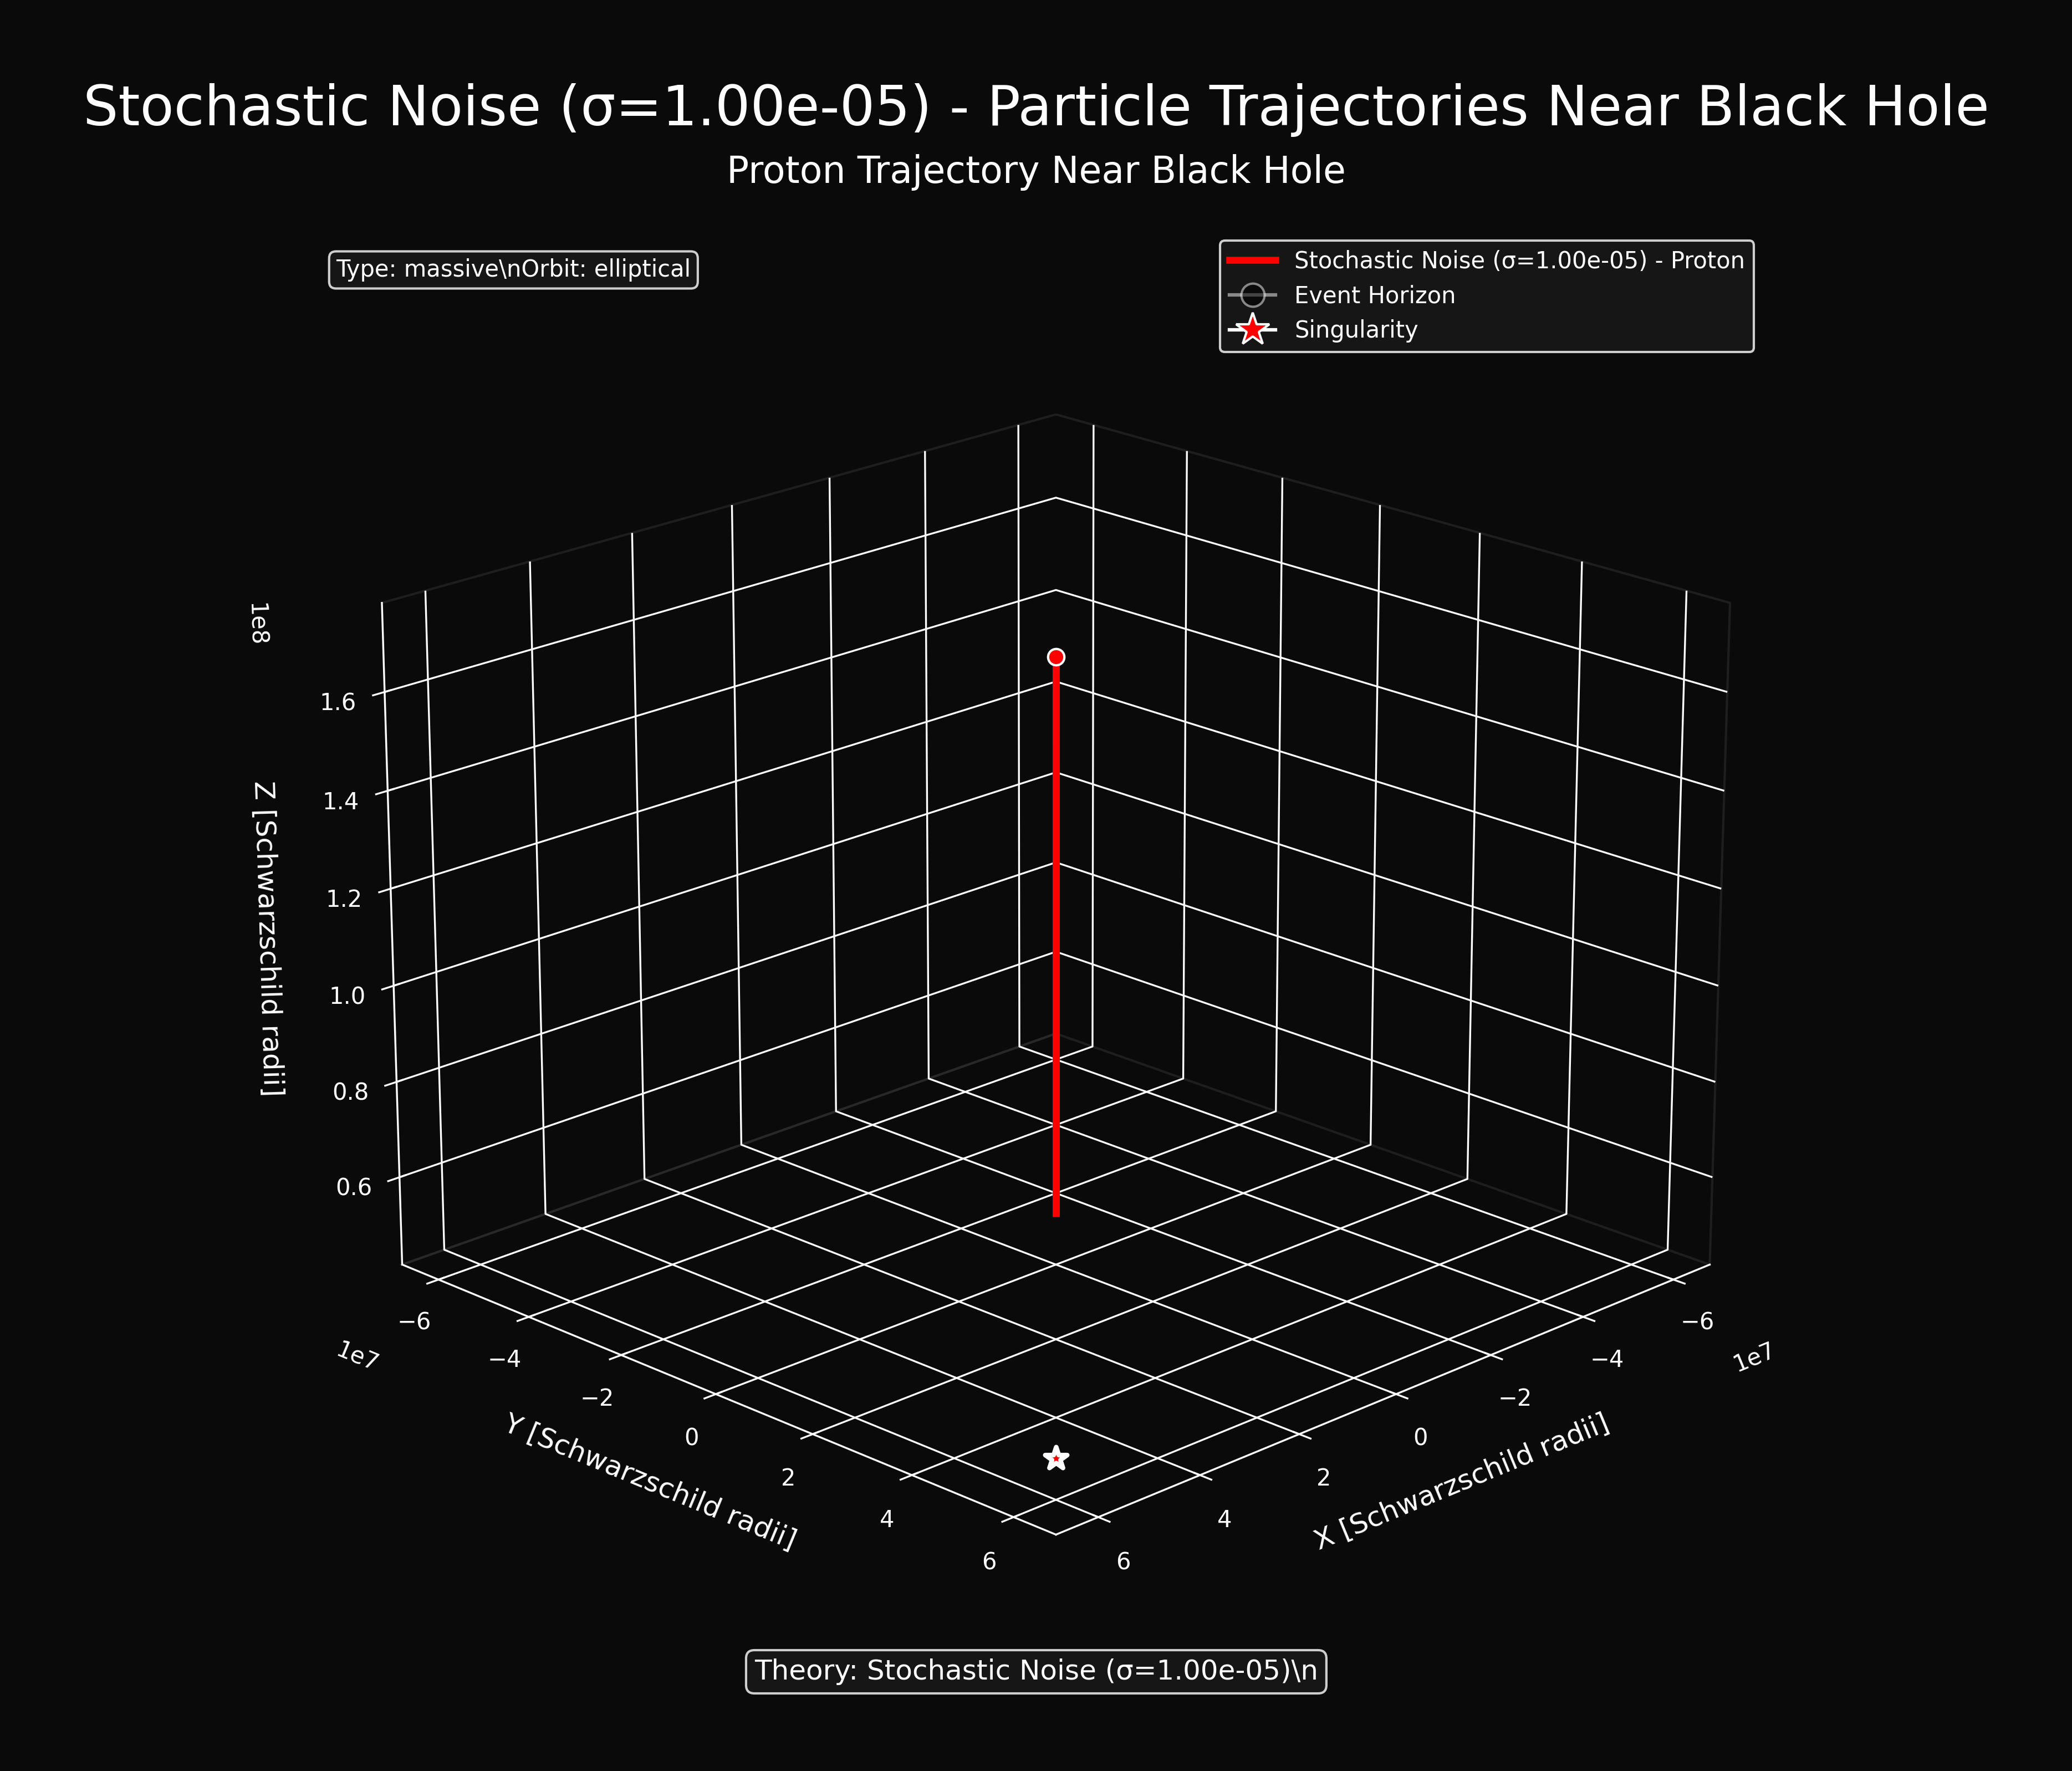 Stochastic Noise (σ=1.00e-05) - Particle Trajectories Near Black Hole
Proton Trajectory Near Black Hole
Type: massive\nOrbit: elliptical
Stochastic Noise (σ=1.00e-05) - Proton
Event Horizon
Singularity
1e8
1.6
1.4
1.2
1.0
0.8
0.6
Z [Schwarzschild radii]
−6
−4
−2
0
2
4
6
1e7
Y [Schwarzschild radii]
−6
−4
−2
0
2
4
6
1e7
X [Schwarzschild radii]
Theory: Stochastic Noise (σ=1.00e-05)\n